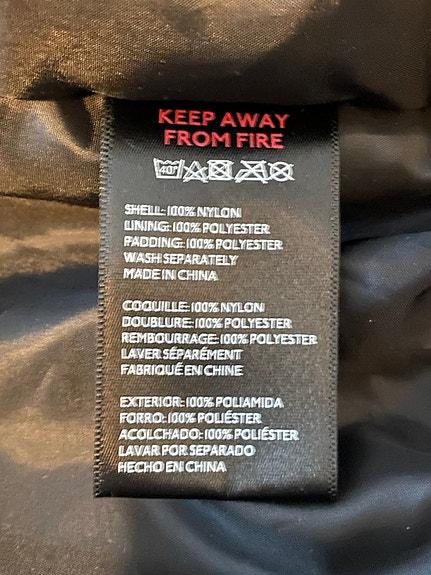 KEEP AWAY
FROM FIRE
40°
SHELL: 100% NYLON
LINING: 100% POLYESTER
PADDING: 100% POLYESTER
WASH SEPARATELY
MADE IN CHINA
COQUILLE: 100% NYLON
DOUBLURE: 100% POLYESTER
REMBOURRAGE: 100% POLYESTER
LAVER SÉPARÉMENT
FABRIQUÉ EN CHINE
EXTERIOR: 100% POLIAMIDA
FORRO: 100% POLIÉSTER
ACOLCHADO: 100% POLIÉSTER
LAVAR POR SEPARADO
HECHO EN CHINA